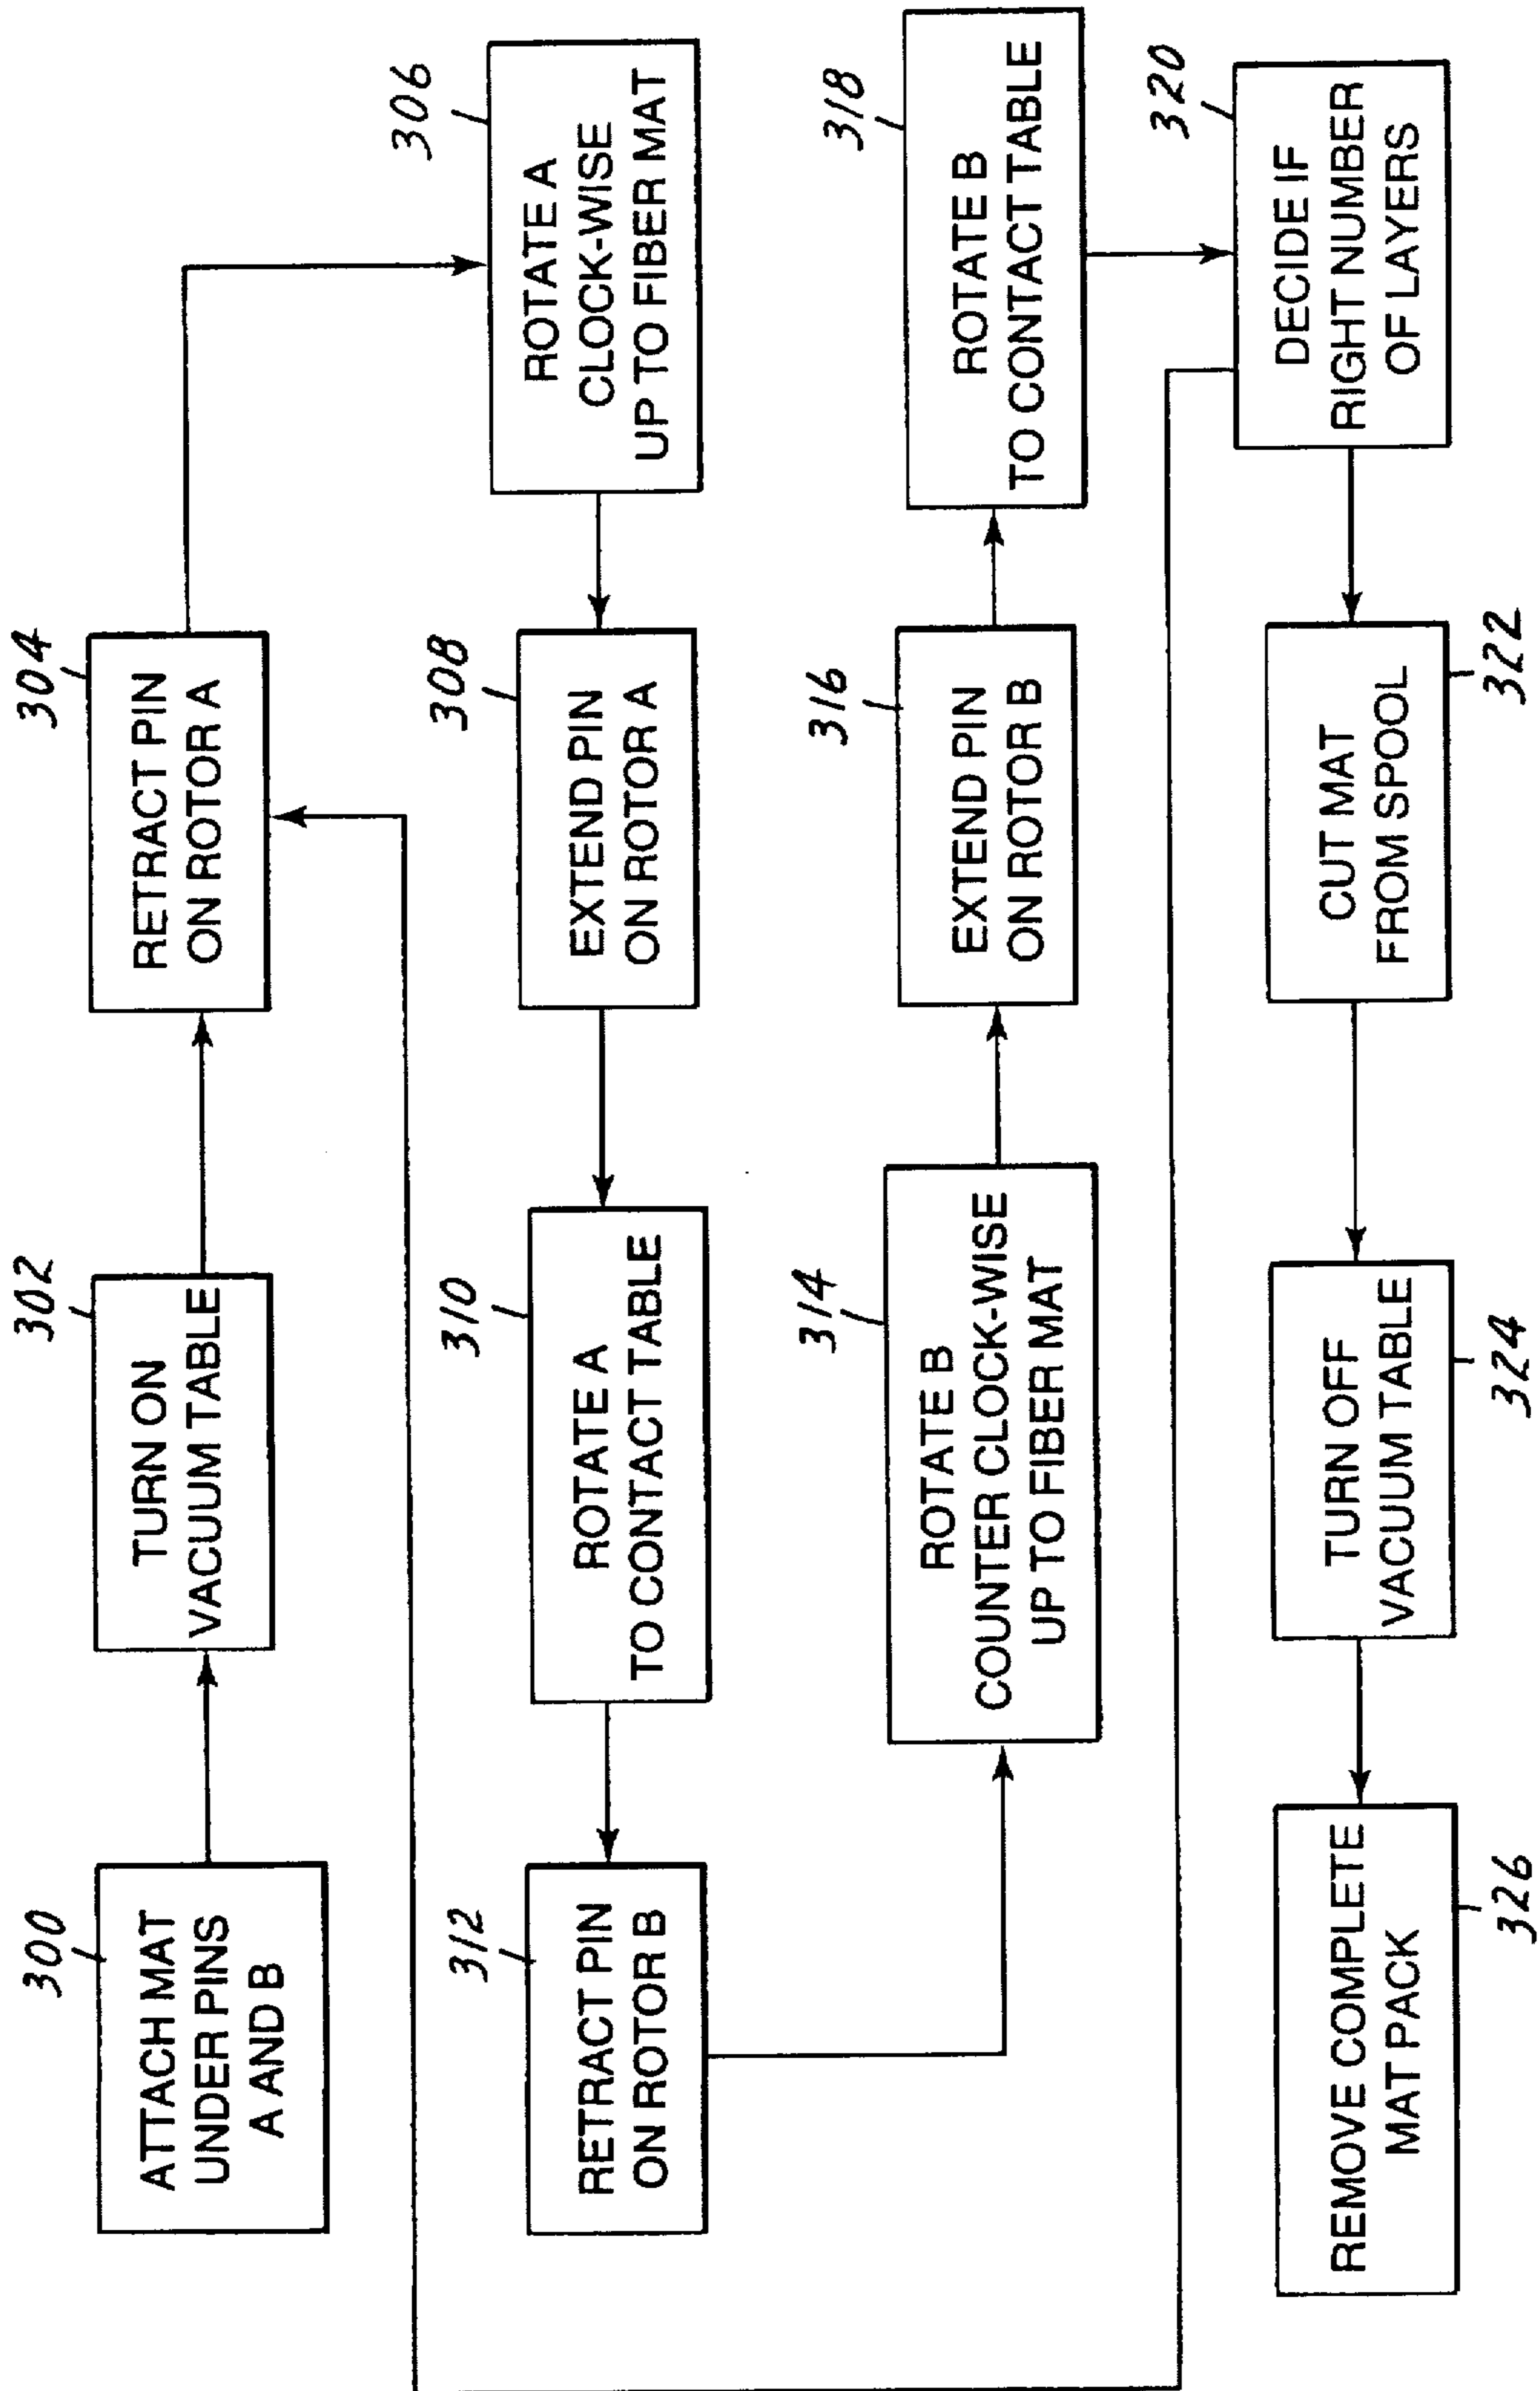 300
ATTACH MAT
UNDER PINS
A AND B
302
TURN ON
VACUUM TABLE
304
RETRACT PIN
ON ROTOR A
306
ROTATE A
CLOCK-WISE
UP TO FIBER MAT
308
EXTEND PIN
ON ROTOR A
310
ROTATE A
TO CONTACT TABLE
312
RETRACT PIN
ON ROTOR B
314
ROTATE B
COUNTER CLOCK-WISE
UP TO FIBER MAT
316
EXTEND PIN
ON ROTOR B
318
ROTATE B
TO CONTACT TABLE
320
DECIDE IF
RIGHT NUMBER
OF LAYERS
CUT MAT
FROM SPOOL
322
TURN OFF
VACUUM TABLE
324
REMOVE COMPLETE
MAT PACK
326